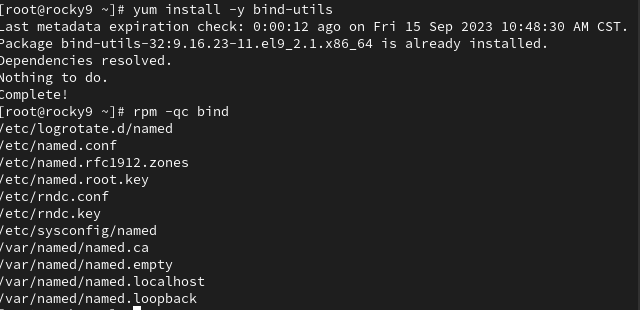 [root@rocky9 ~]# yum install -y bind-utils
Last metadata expiration check: 0:00:12 ago on Fri 15 Sep 2023 10:48:30 AM CST.
Package bind-utils-32:9.16.23-11.el9_2.1.x86_64 is already installed.
Dependencies resolved.
Nothing to do.
Complete!
[root@rocky9 ~]# rpm -qc bind
/etc/logrotate.d/named
/etc/named.conf
/etc/named.rfc1912.zones
/etc/named.root.key
/etc/rndc.conf
/etc/rndc.key
/etc/sysconfig/named
/var/named/named.ca
/var/named/named.empty
/var/named/named.localhost
/var/named/named.loopback